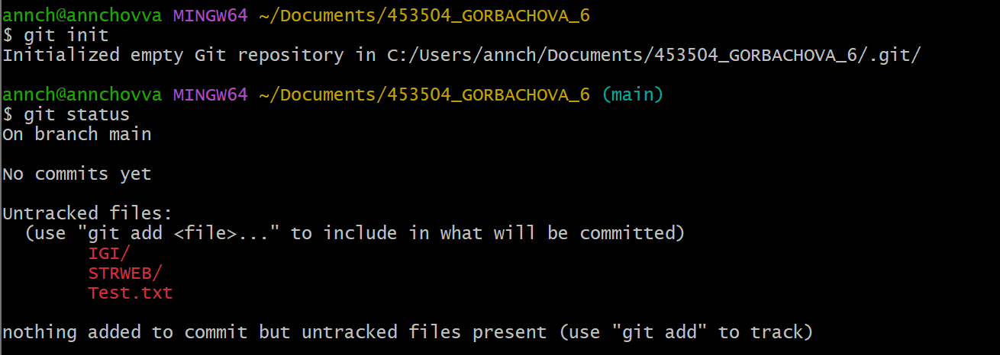 annch@annchovva MINGW64 ~/Documents/453504_GORBACHOVA_6
$ git init
Initialized empty Git repository in C:/Users/annch/Documents/453504_GORBACHOVA_6/.git/
annch@annchovva MINGW64 ~/Documents/453504_GORBACHOVA_6 (main)
$ git status
On branch main
No commits yet
Untracked files:
  (use "git add <file>..." to include in what will be committed)
        IGI/
        STRWEB/
        Test.txt
nothing added to commit but untracked files present (use "git add" to track)